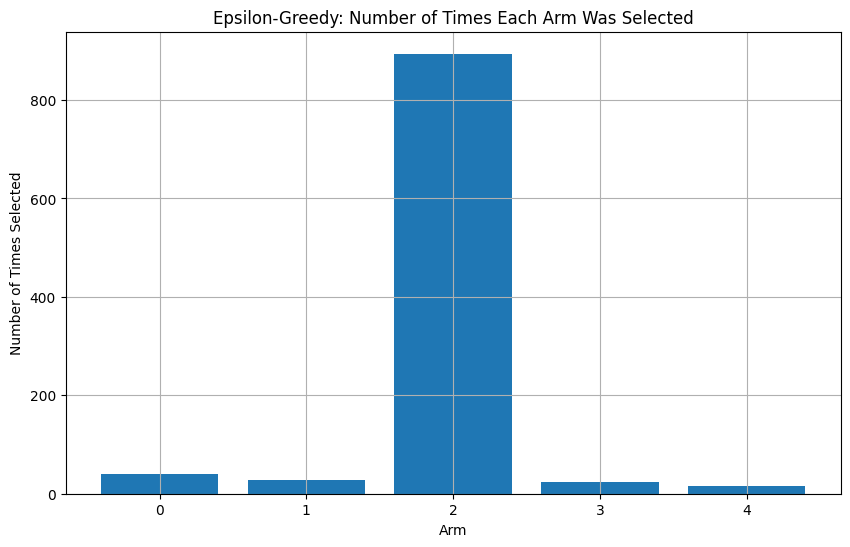 Epsilon-Greedy: Number of Times Each Arm Was Selected
Number of Times Selected
800
600
400
200
0
0 1 2 3 4
Arm